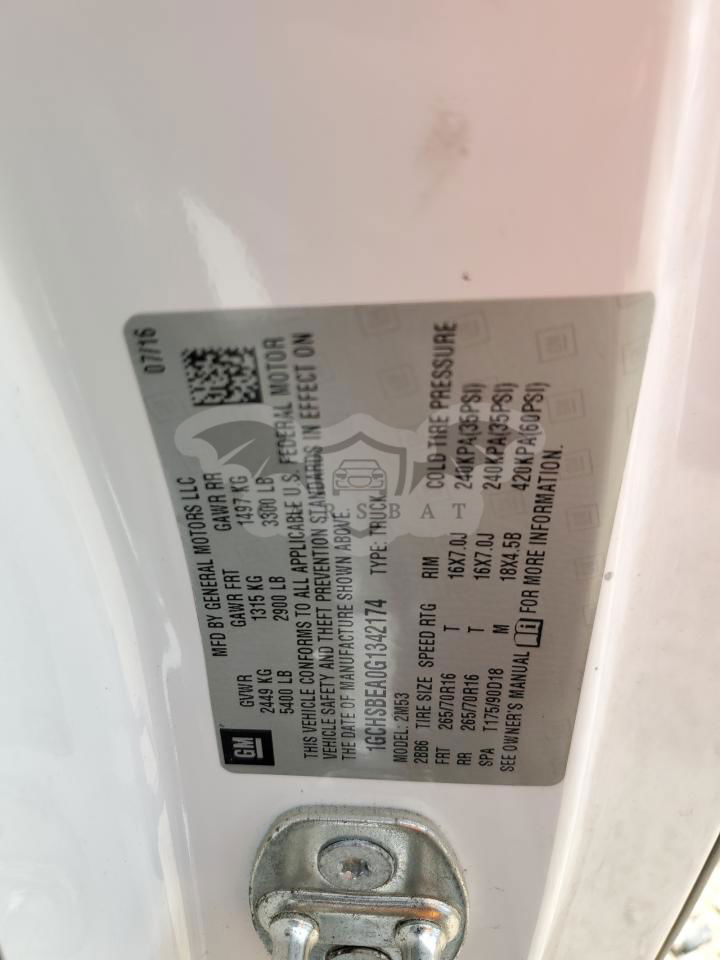 07/16
GM
MFD BY GENERAL MOTORS LLC
GVWR GAWR FRT GAWR RR
2449 KG 1315 KG 1497 KG
5400 LB 2900 LB 3300 LB
THIS VEHICLE CONFORMS TO ALL APPLICABLE U.S. FEDERAL MOTOR
VEHICLE SAFETY AND THEFT PREVENTION STANDARDS IN EFFECT ON
THE DATE OF MANUFACTURE SHOWN ABOVE.
1GCHSBEA0G1342174 TYPE: TRUCK
MODEL: 2M53
2BB6 TIRE SIZE SPEED RTG RIM COLD TIRE PRESSURE
FRT 265/70R16 T 16X7.0J 240KPA(35PSI)
RR 265/70R16 T 16X7.0J 240KPA(35PSI)
SPA T175/90D18 M 18X4.5B 420KPA(60PSI)
SEE OWNER'S MANUAL FOR MORE INFORMATION.
SBAT